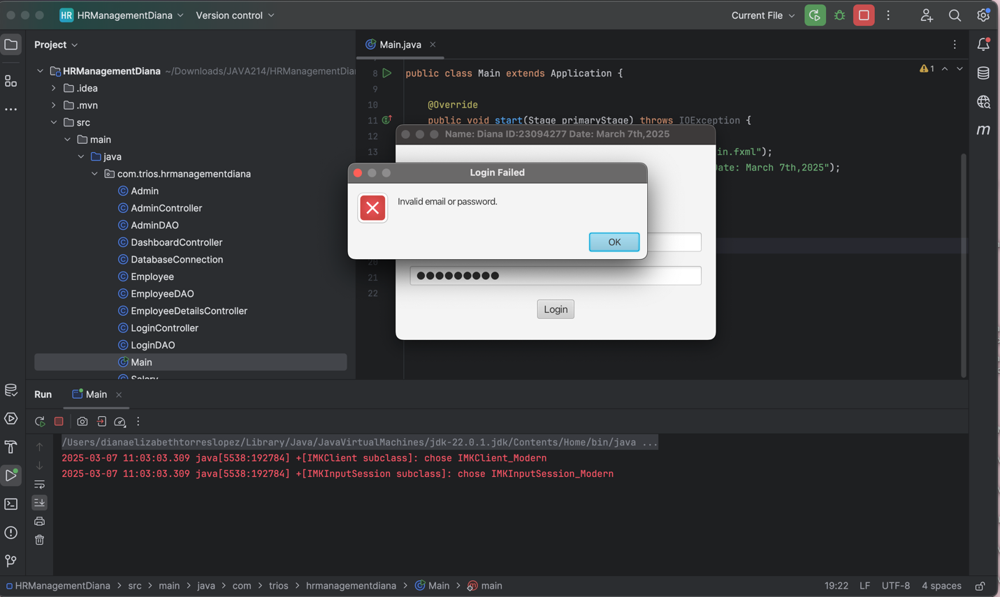 HR HRManagementDiana Version control Current File
Project
Main.java
HRManagementDiana ~/Downloads/JAVA214/HRManagementDia
.idea
.mvn
src
main
java
com.trios.hrmanagementdiana
Admin
AdminController
AdminDAO
DashboardController
DatabaseConnection
Employee
EmployeeDAO
EmployeeDetailsController
LoginController
LoginDAO
Main
Salary
8 public class Main extends Application {
1
9
10 @Override
11 public void start(Stage primaryStage) throws IOException {
12
13 in.fxml");
Date: March 7th,2025");
20
21
22
Name: Diana ID:23094277 Date: March 7th,2025
Login Failed
Invalid email or password.
OK
●●●●●●●●●
Login
m
Run Main
/Users/dianaelizabethtorreslopez/Library/Java/JavaVirtualMachines/jdk-22.0.1.jdk/Contents/Home/bin/java ...
2025-03-07 11:03:03.309 java[5538:192784] +[IMKClient subclass]: chose IMKClient_Modern
2025-03-07 11:03:03.309 java[5538:192784] +[IMKInputSession subclass]: chose IMKInputSession_Modern
HRManagementDiana > src > main > java > com > trios > hrmanagementdiana > Main > main
19:22 LF UTF-8 4 spaces